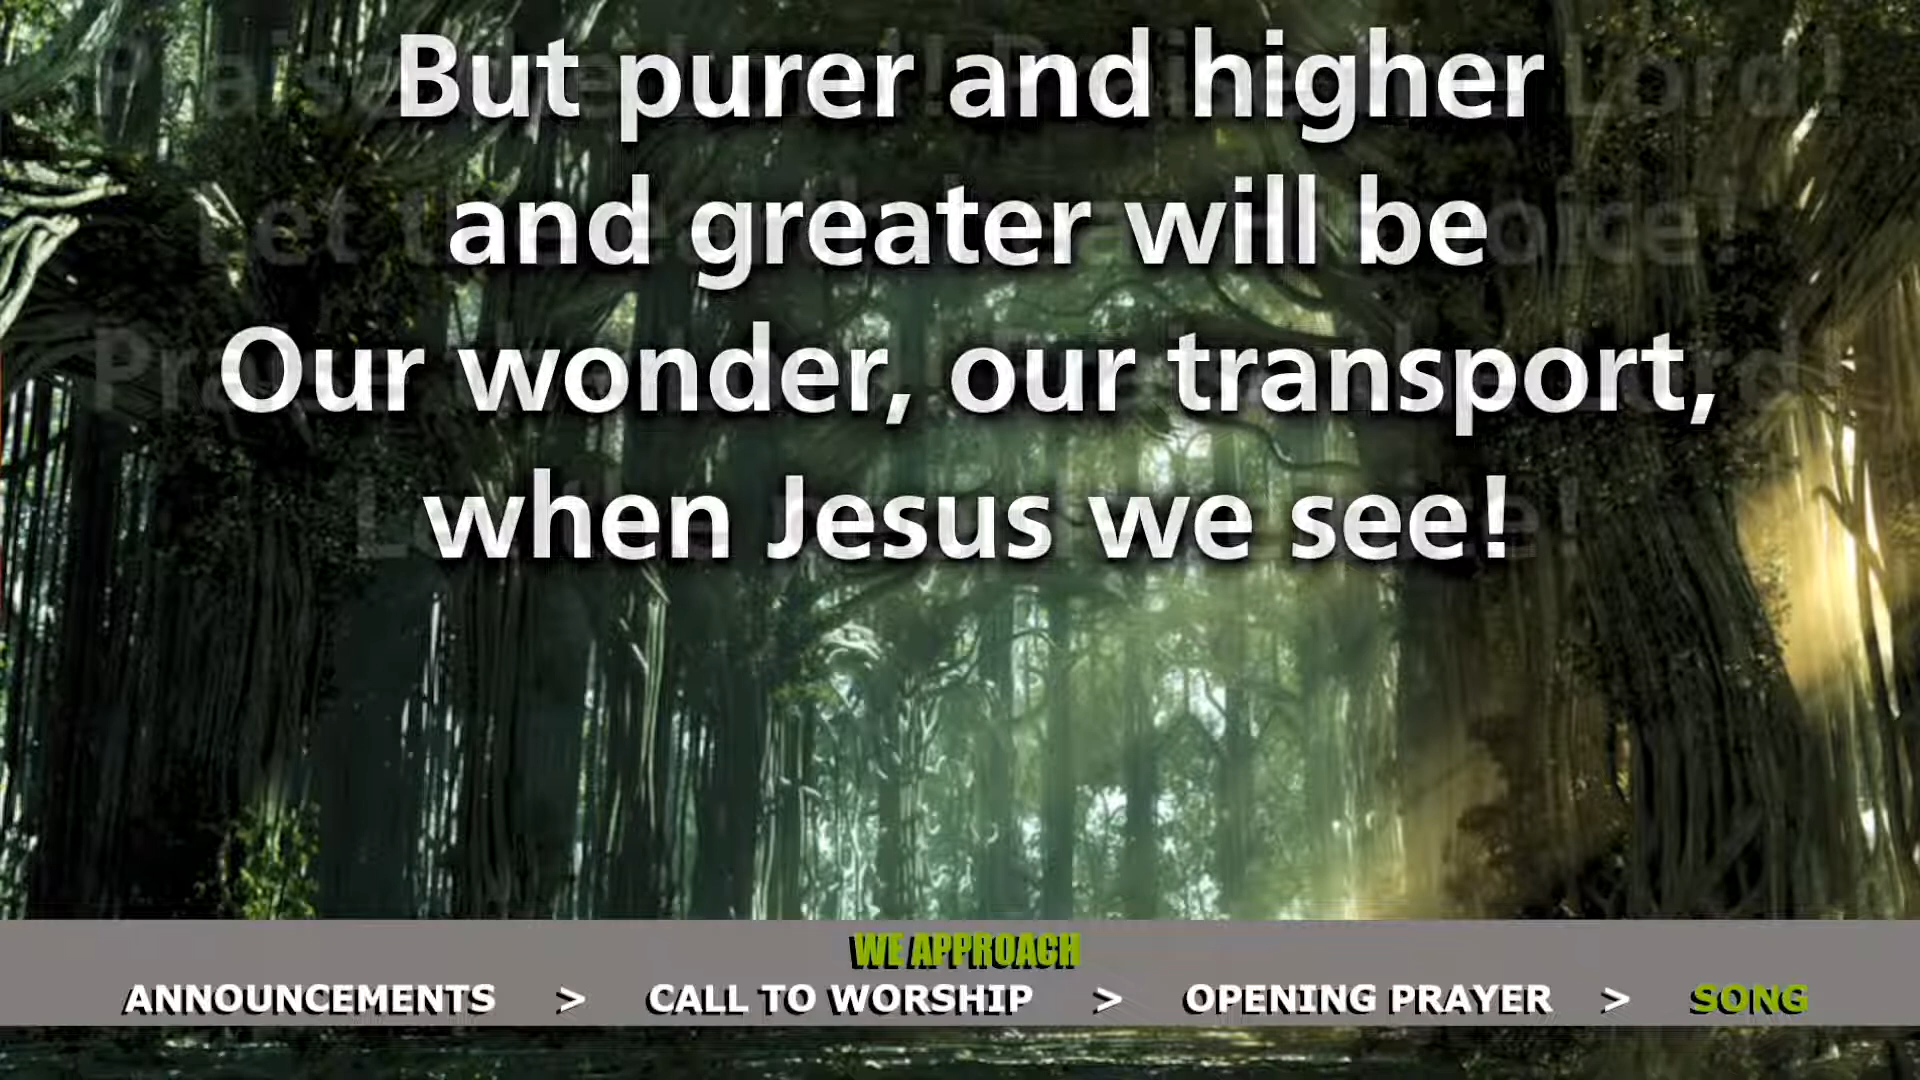 But purer and higher
and greater will be
Our wonder, our transport,
when Jesus we see!
WE APPROACH
ANNOUNCEMENTS > CALL TO WORSHIP > OPENING PRAYER > SONG